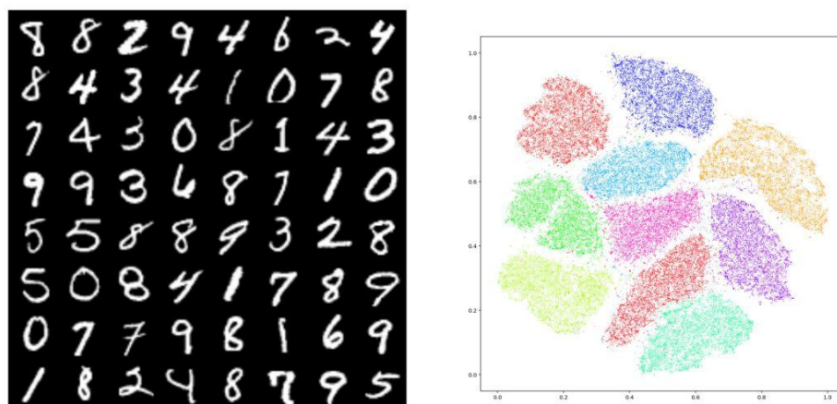 8 8 2 9 4 6 2 4
8 4 3 4 1 0 7 8
7 4 3 0 8 1 4 3
9 9 3 6 8 7 1 0
5 5 8 8 9 3 2 8
5 0 8 4 1 7 8 9
0 7 7 9 8 1 6 9
1 8 2 4 8 7 9 5
1.0
0.8
0.6
0.4
0.2
0.0
0.0 0.2 0.4 0.6 0.8 1.0